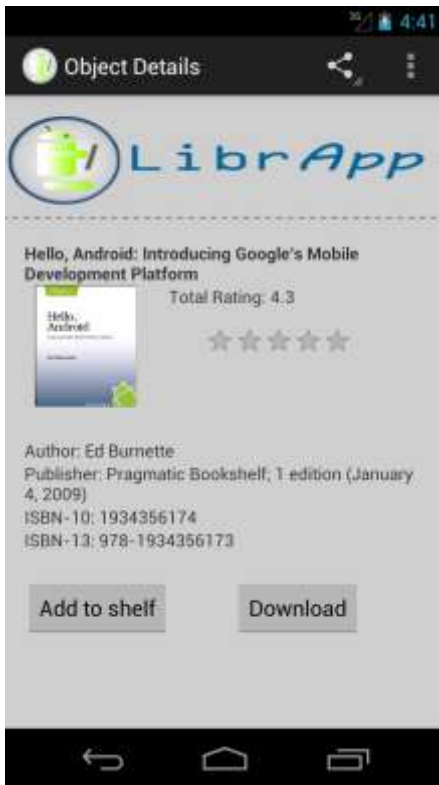 3G 4:41
Object Details
LibrApp
Hello, Android: Introducing Google's Mobile
Development Platform
Total Rating: 4.3
Hello,
Android
Author: Ed Burnette
Publisher: Pragmatic Bookshelf; 1 edition (January
4, 2009)
ISBN-10: 1934356174
ISBN-13: 978-1934356173
Add to shelf
Download